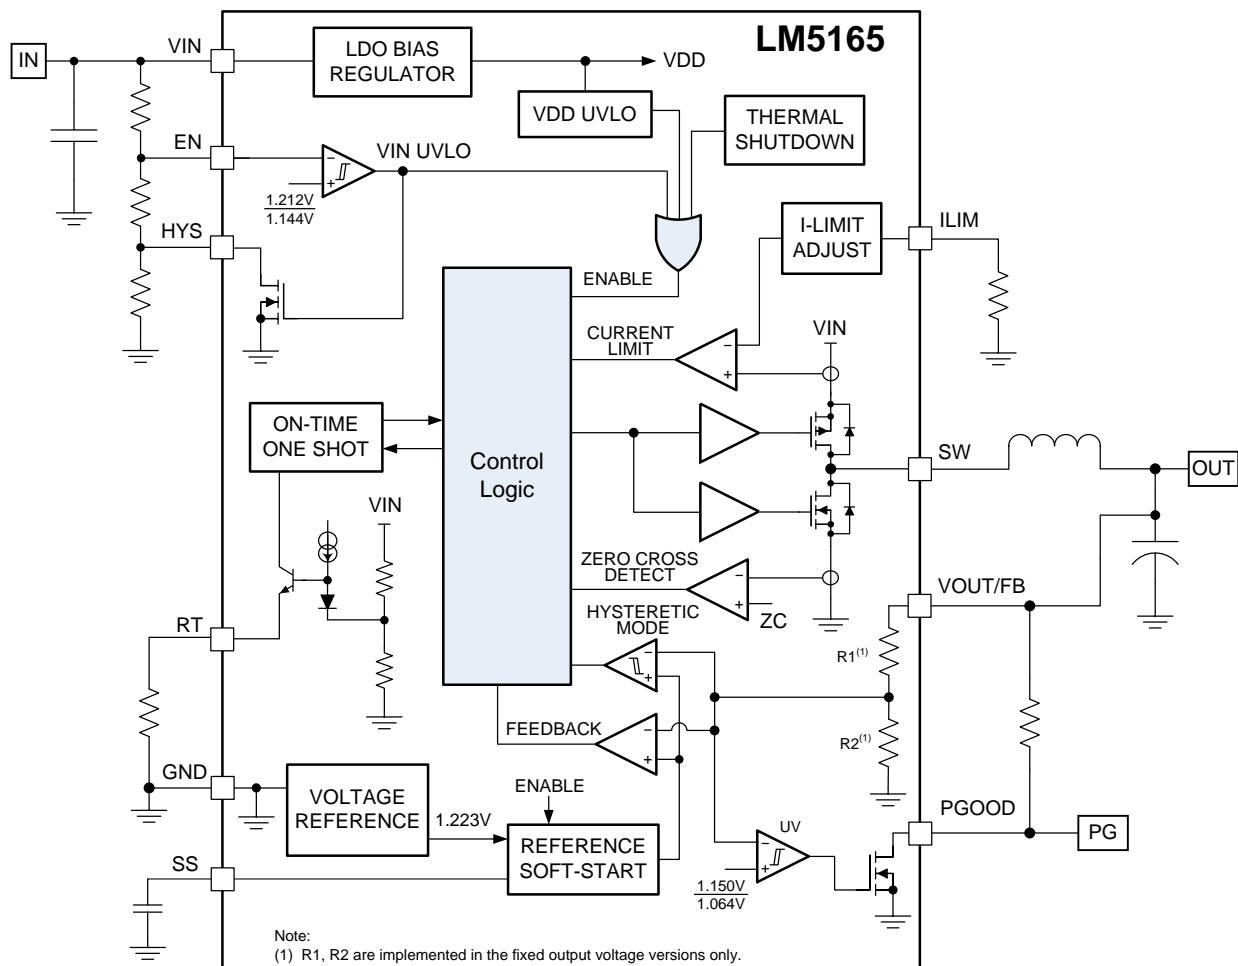 LM5165
IN
VIN
LDO BIAS
REGULATOR
VDD
VDD UVLO
THERMAL
SHUTDOWN
EN
VIN UVLO
1.212V
1.144V
HYS
I-LIMIT
ADJUST
ILIM
ENABLE
CURRENT
LIMIT
VIN
ON-TIME
ONE SHOT
Control
Logic
SW
OUT
VIN
ZERO CROSS
DETECT
ZC
VOUT/FB
HYSTERETIC
MODE
RT
R1(1)
FEEDBACK
R2(1)
GND
VOLTAGE
REFERENCE
1.223V
ENABLE
REFERENCE
SOFT-START
UV
PGOOD
PG
SS
1.150V
1.064V
Note:
(1) R1, R2 are implemented in the fixed output voltage versions only.